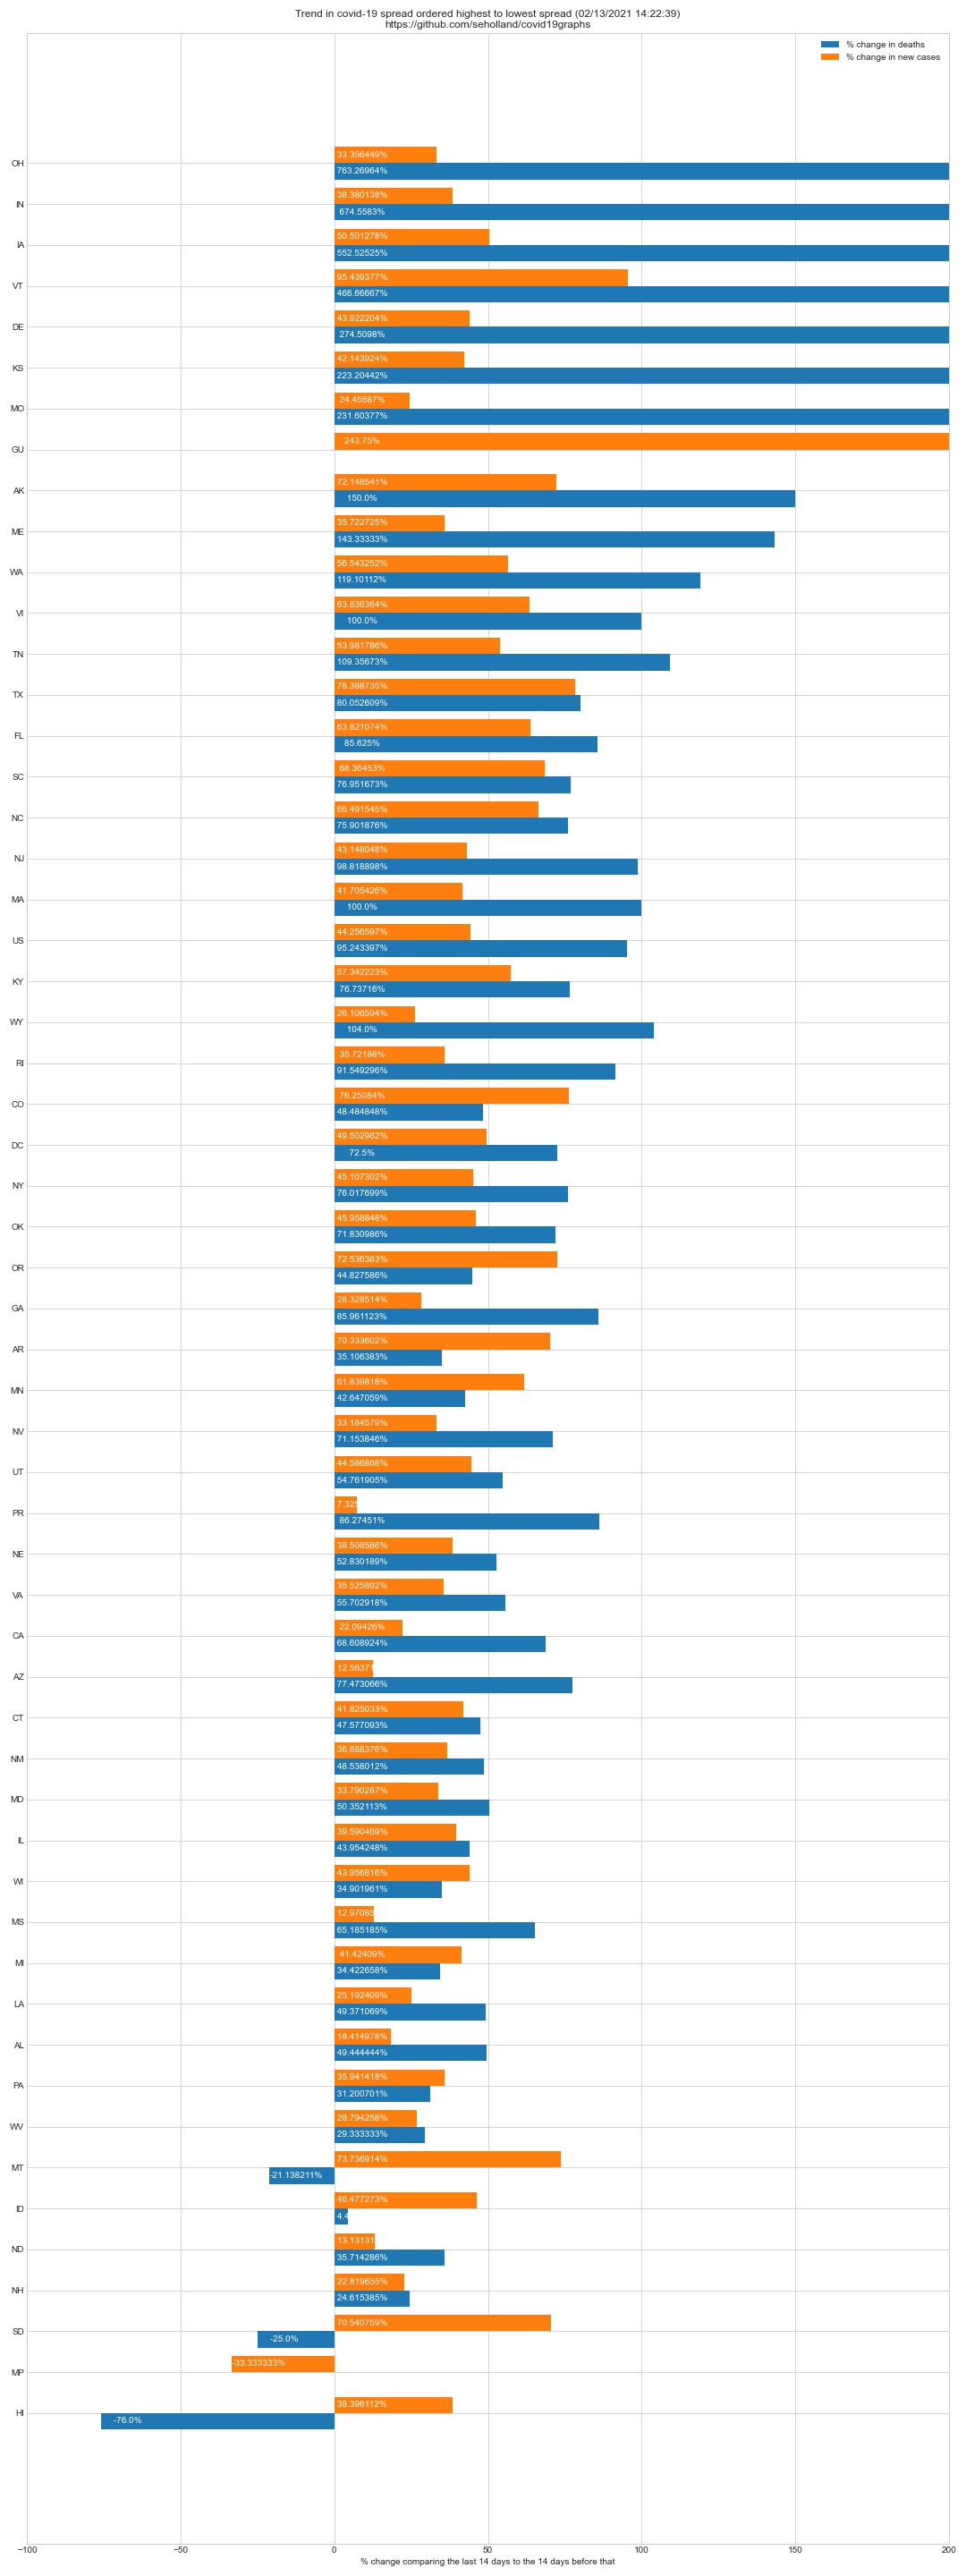 Trend in covid-19 spread ordered highest to lowest spread (02/13/2021 14:22:39)
https://github.com/seholland/covid19graphs
% change in deaths
% change in new cases
33.356449%
OH
763.26964%
38.380138%
IN
674.5583%
50.501278%
IA
552.52525%
95.439377%
VT
466.66667%
43.922204%
DE
274.5098%
42.143924%
KS
223.20442%
24.45687%
MO
231.60377%
243.75%
GU
72.148541%
AK
150.0%
35.722725%
ME
143.33333%
56.543252%
WA
119.10112%
63.636364%
VI
100.0%
53.981786%
TN
109.35673%
78.388735%
TX
80.052609%
63.821074%
FL
85.625%
68.36453%
SC
76.951673%
66.491545%
NC
75.901876%
43.148048%
NJ
98.818898%
41.705426%
MA
100.0%
44.256597%
US
95.243397%
57.342223%
KY
76.73716%
26.106594%
WY
104.0%
35.72188%
RI
91.549296%
76.25084%
CO
48.484848%
49.502982%
DC
72.5%
45.107302%
NY
76.017699%
45.958848%
OK
71.830986%
72.536383%
OR
44.827586%
28.328514%
GA
85.961123%
70.333602%
AR
35.106383%
61.839818%
MN
42.647059%
33.184579%
NV
71.153846%
44.586868%
UT
54.761905%
7.325
PR
86.27451%
38.508586%
NE
52.830189%
35.525892%
VA
55.702918%
22.09426%
CA
68.608924%
12.56371
AZ
77.473066%
41.825033%
CT
47.577093%
36.688376%
NM
48.538012%
33.790287%
MD
50.352113%
39.590469%
IL
43.954248%
43.956816%
WI
34.901961%
12.97085
MS
65.185185%
41.42409%
MI
34.422658%
25.192409%
LA
49.371069%
18.414978%
AL
49.444444%
35.941418%
PA
31.200701%
26.794258%
WV
29.333333%
73.736914%
MT
-21.138211%
46.477273%
ID
4.4
13.13131
ND
35.714286%
22.819655%
NH
24.615385%
70.540759%
SD
-25.0%
-33.333333%
MP
38.396112%
HI
-76.0%
−100 −50 0 50 100 150 200
% change comparing the last 14 days to the 14 days before that